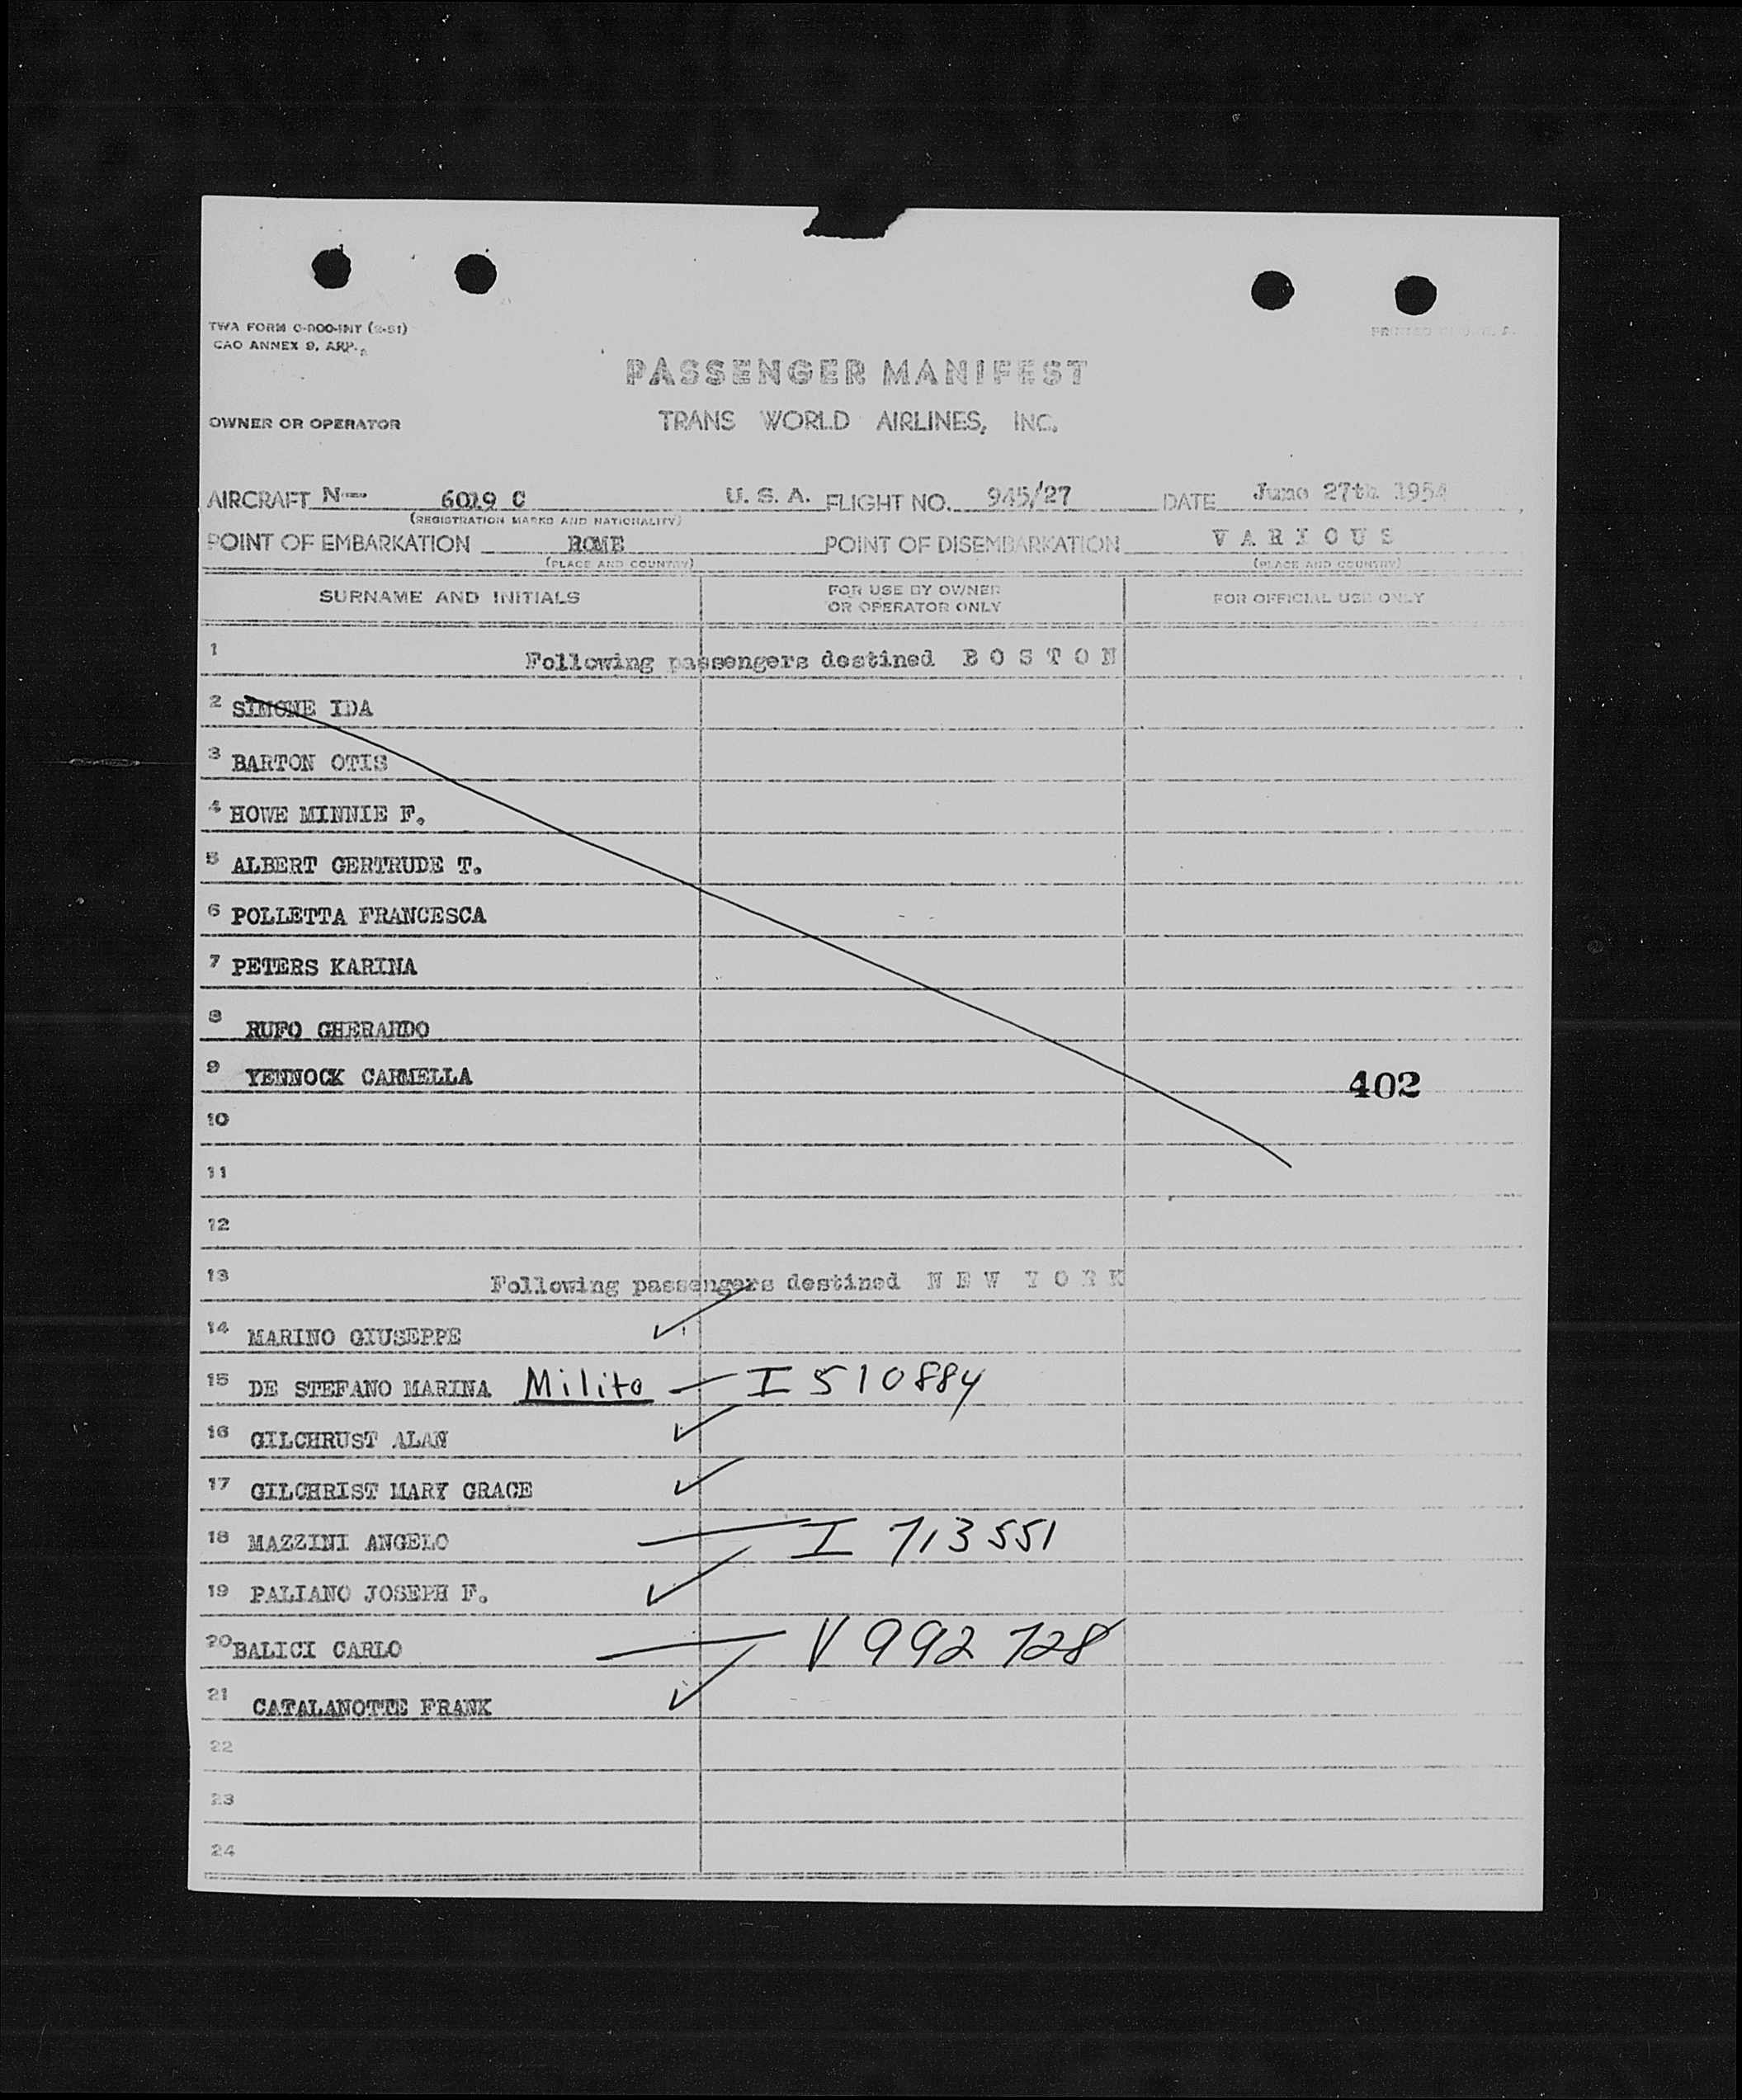 TWA FORM O-800-INT (2-51)
CAO ANNEX 9, ARP.
PRINTED IN U. S. A.
PASSENGER MANIFEST
OWNER OR OPERATOR TRANS WORLD AIRLINES, INC.
AIRCRAFT N— 6019 C U. S. A. FLIGHT NO. 945/27 DATE June 27th 1954
(REGISTRATION MARKS AND NATIONALITY)
POINT OF EMBARKATION ROME POINT OF DISEMBARKATION V A R I O U S
(PLACE AND COUNTRY) (PLACE AND COUNTRY)
SURNAME AND INITIALS FOR USE BY OWNER OR OPERATOR ONLY FOR OFFICIAL USE ONLY
1 Following passengers destined B O S T O N
2 SIMONE IDA
3 BARTON OTIS
4 HOWE MINNIE F.
5 ALBERT GERTRUDE T.
6 POLLETTA FRANCESCA
7 PETERS KARINA
8 RUFO GHERARDO
9 YENNOCK CARMELLA 402
10
11
12
13 Following passengers destined N E W Y O R K
14 MARINO GIUSEPPE ✓
15 DE STEFANO MARINA Milito — I 510884
16 GILCHRUST ALAN ✓
17 GILCHRIST MARY GRACE ✓
18 MAZZINI ANGELO — I 713551
19 PALIANO JOSEPH F. ✓
20 BALICI CARLO — V 992728
21 CATALANOTTE FRANK ✓
22
23
24